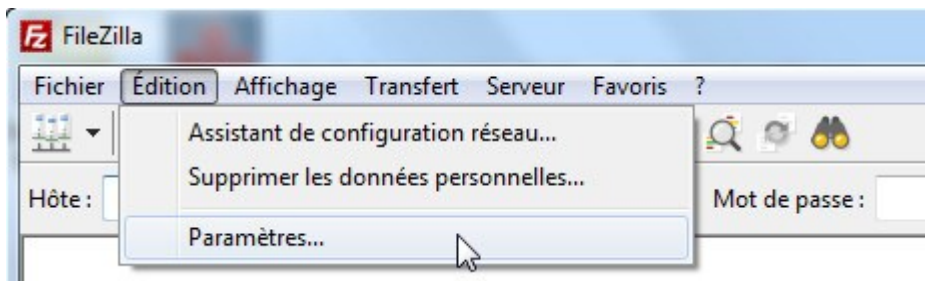 FileZilla
Fichier Édition Affichage Transfert Serveur Favoris ?
Assistant de configuration réseau...
Supprimer les données personnelles...
Hôte : Mot de passe :
Paramètres...